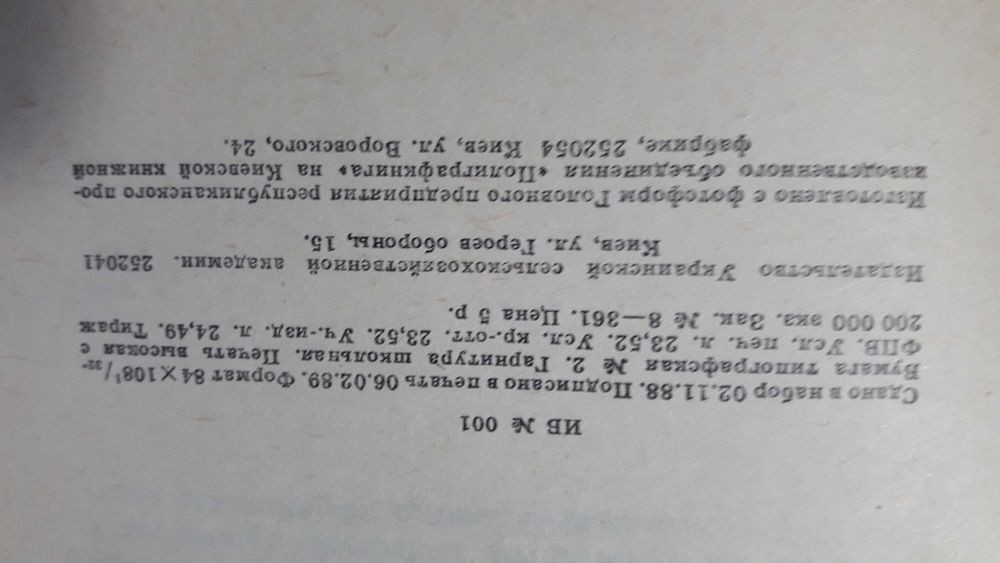 ИБ № 001
Сдано в набор 02.11.88. Подписано в печать 06.02.89. Формат 84×108¹/₃₂.
Бумага типографская № 2. Гарнитура школьная. Печать высокая с
ФПВ. Усл. печ. л. 23,52. Усл. кр.-отт. 23,52. Уч.-изд. л. 24,49. Тираж
200 000 экз. Зак. № 8—361. Цена 5 р.
Издательство Украинской сельскохозяйственной академии. 252041
Киев, ул. Героев обороны, 15.
Изготовлено с фотоформ Головного предприятия республиканского про-
изводственного объединения «Полиграфкнига» на Киевской книжной
фабрике, 252054 Киев, ул. Воровского, 24.